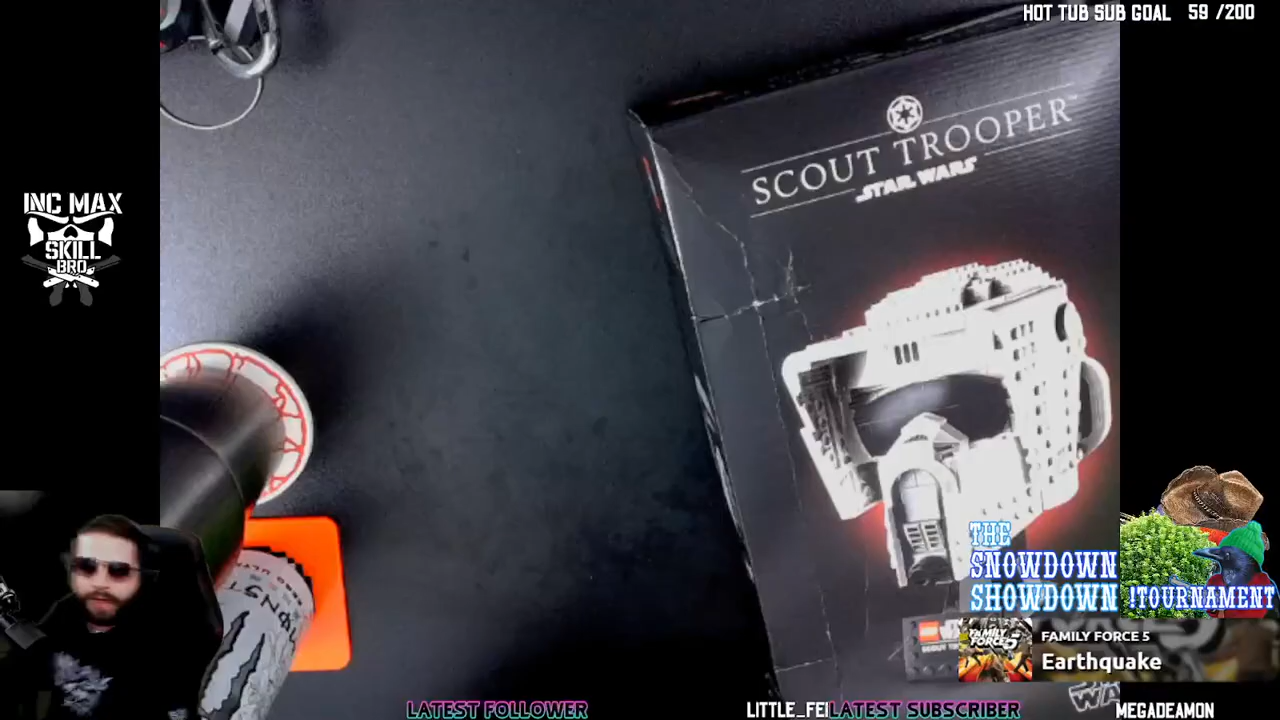 HOT TUB SUB GOAL 59 /200
SCOUT TROOPER™
STAR WARS
INC MAX
SKILL
BRO
THE
SNOWDOWN
SHOWDOWN !TOURNAMENT
FAMILY FORCE 5
Earthquake
LATEST FOLLOWER LITTLE_FEI LATEST SUBSCRIBER MEGADEAMON